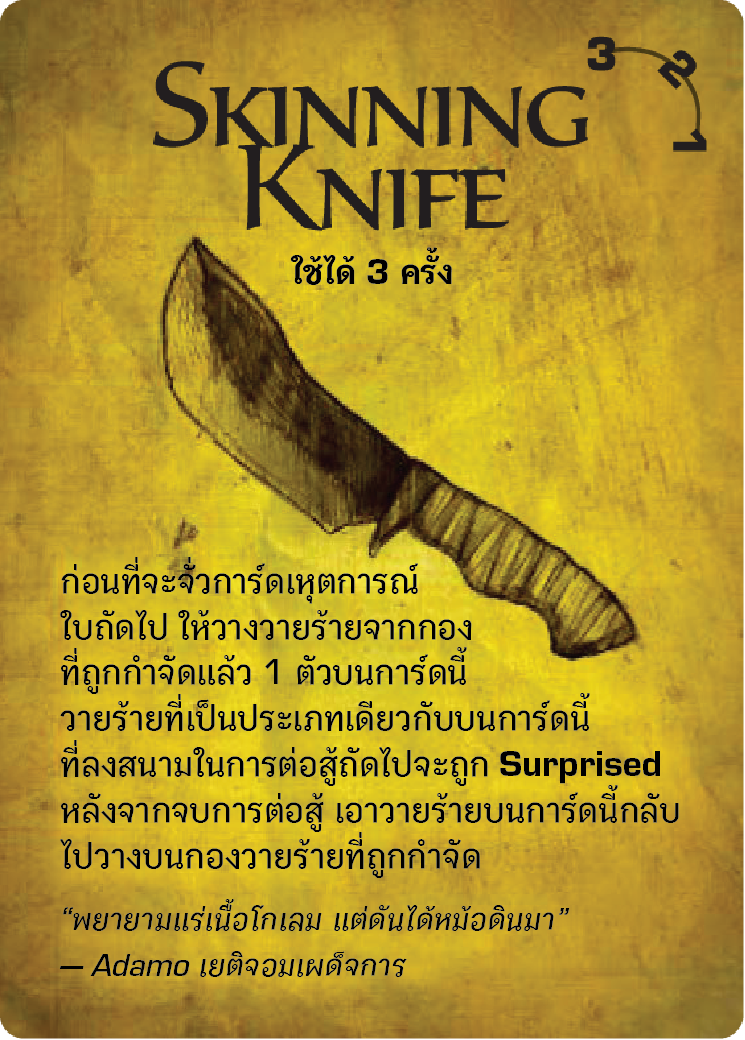 3
2
1
SKINNING
KNIFE
ใช้ได้ 3 ครั้ง
ก่อนที่จะจั่วการ์ดเหตุการณ์
ใบถัดไป ให้วางวายร้ายจากกอง
ที่ถูกกำจัดแล้ว 1 ตัวบนการ์ดนี้
วายร้ายที่เป็นประเภทเดียวกับบนการ์ดนี้
ที่ลงสนามในการต่อสู้ถัดไปจะถูก Surprised
หลังจากจบการต่อสู้ เอาวายร้ายบนการ์ดนี้กลับ
ไปวางบนกองวายร้ายที่ถูกกำจัด
“พยายามแร่เนื้อโกเลม แต่ดันได้หม้อดินมา”
— Adamo เยติจอมเผด็จการ